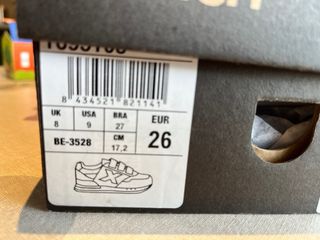 8 434521 821141
UK USA BRA EUR
8 9 27 26
BE-3528 CM
17,2